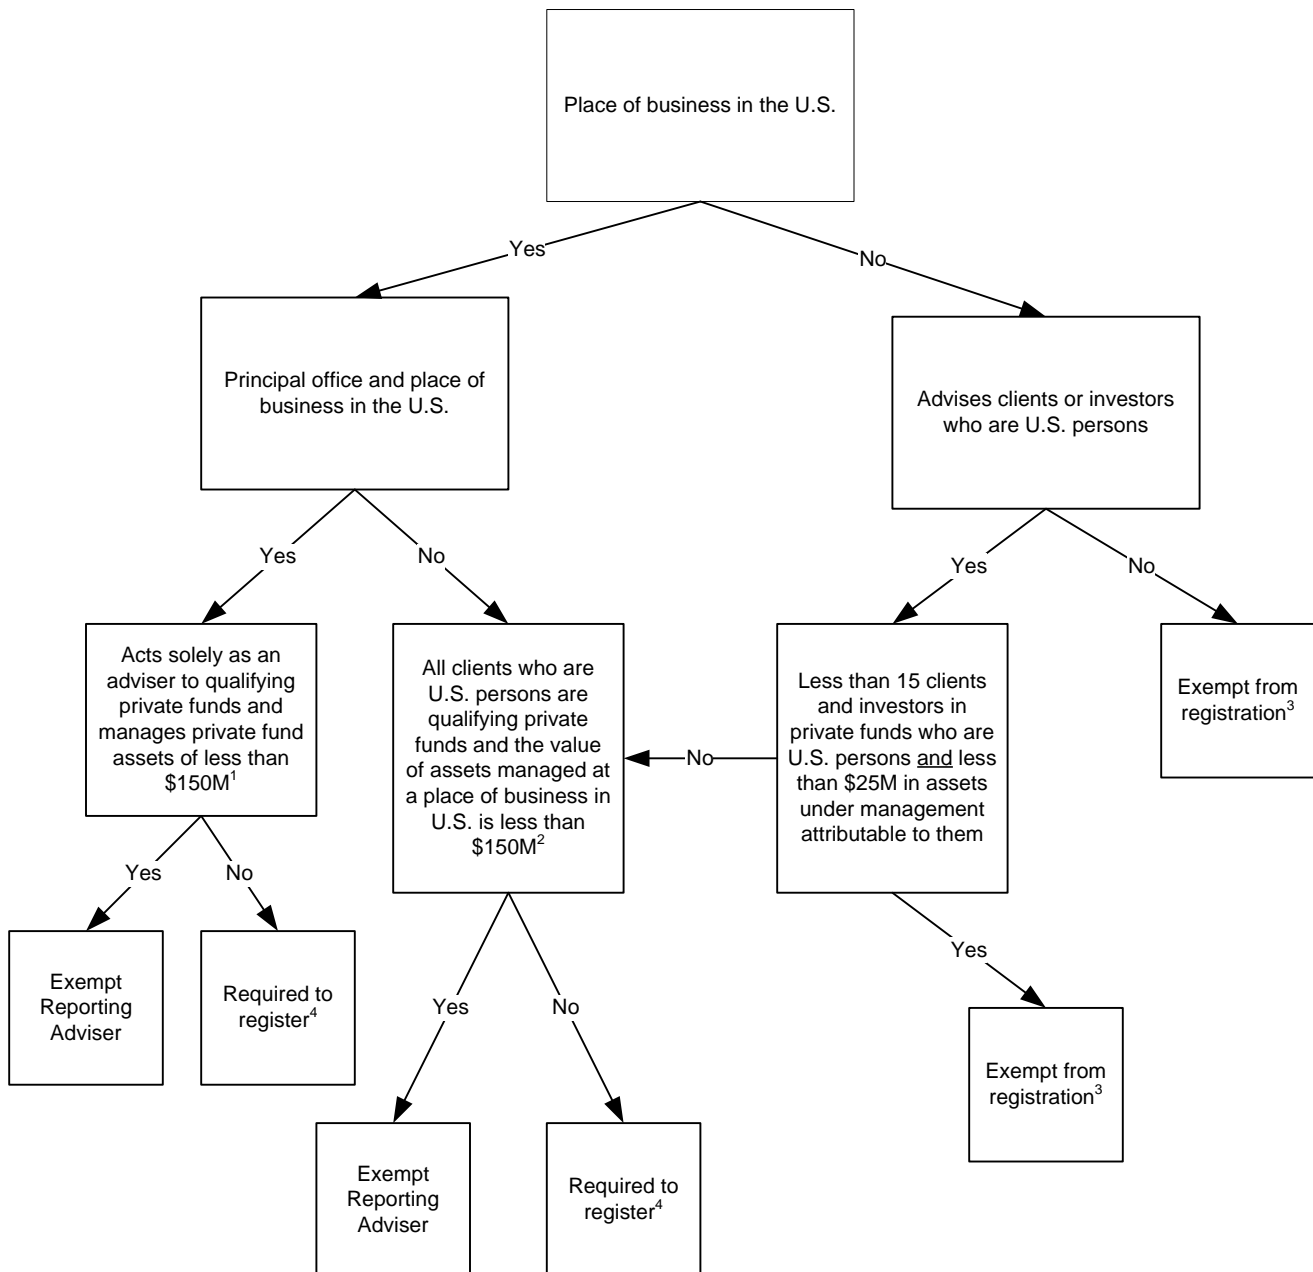 Place of business in the U.S.
Yes
No
Principal office and place of
business in the U.S.
Advises clients or investors
who are U.S. persons
Yes
No
Yes
No
Acts solely as an
adviser to qualifying
private funds and
manages private fund
assets of less than
$150M¹
All clients who are
U.S. persons are
qualifying private
funds and the value
of assets managed at
a place of business in
U.S. is less than
$150M²
No
Less than 15 clients
and investors in
private funds who are
U.S. persons and less
than $25M in assets
under management
attributable to them
Exempt from
registration³
Yes
No
Yes
No
Yes
Exempt
Reporting
Adviser
Required to
register⁴
Exempt
Reporting
Adviser
Required to
register⁴
Exempt from
registration³